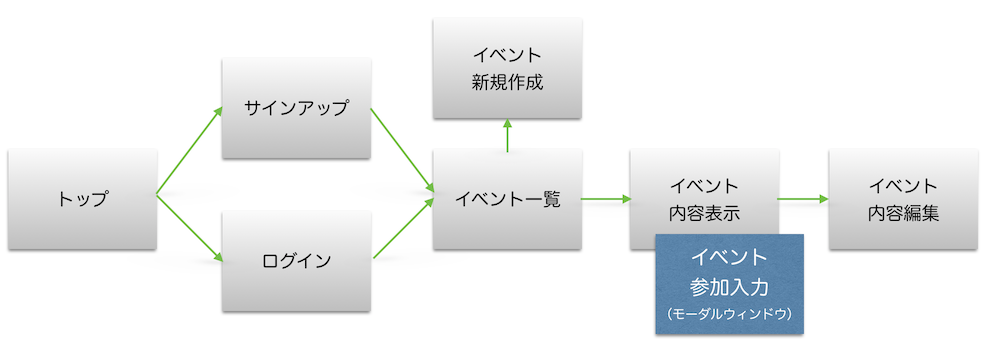 トップ
サインアップ
ログイン
イベント
新規作成
イベント一覧
イベント
内容表示
イベント
参加入力
(モーダルウィンドウ)
イベント
内容編集